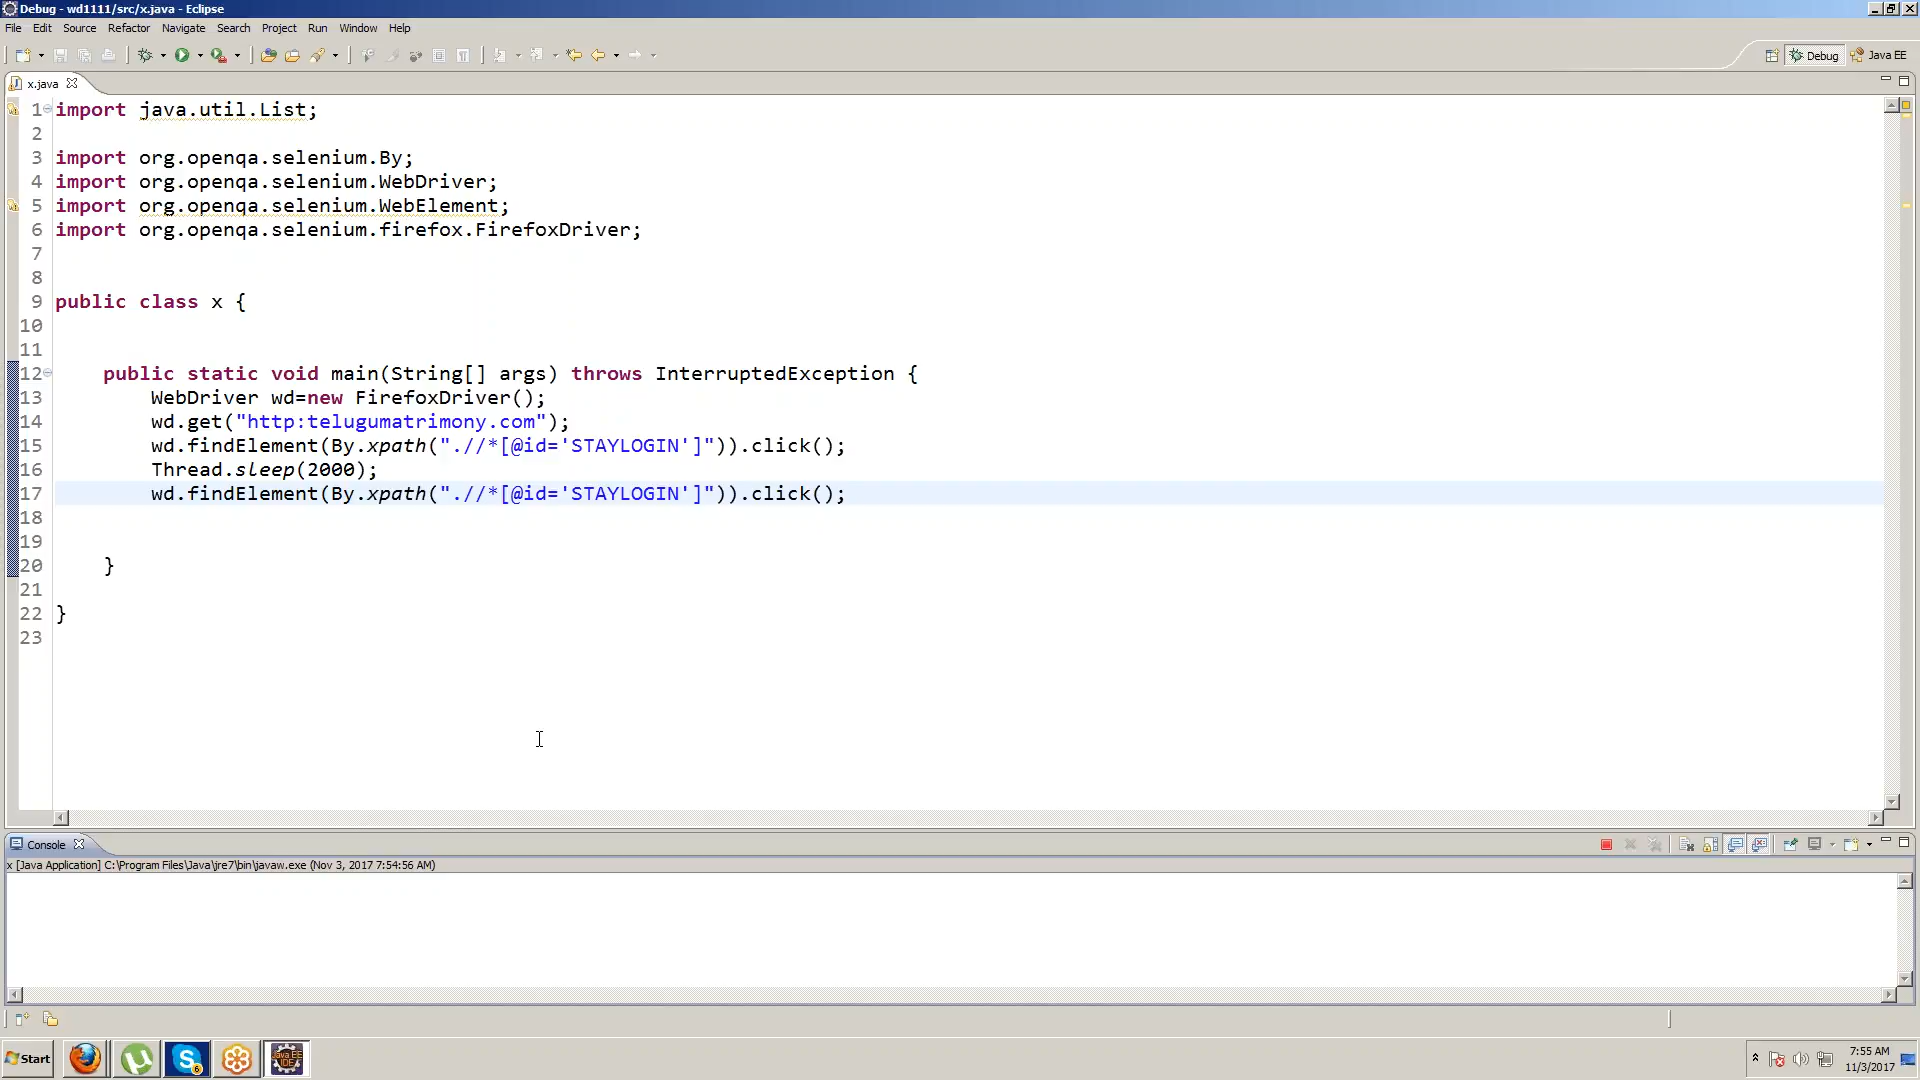 Debug - wd1111/src/x.java - Eclipse
File Edit Source Refactor Navigate Search Project Run Window Help
Debug Java EE
x.java
1 import java.util.List;
2
3 import org.openqa.selenium.By;
4 import org.openqa.selenium.WebDriver;
5 import org.openqa.selenium.WebElement;
6 import org.openqa.selenium.firefox.FirefoxDriver;
7
8
9 public class x {
10
11
12 public static void main(String[] args) throws InterruptedException {
13 WebDriver wd=new FirefoxDriver();
14 wd.get("http:telugumatrimony.com");
15 wd.findElement(By.xpath(".//*[@id='STAYLOGIN']")).click();
16 Thread.sleep(2000);
17 wd.findElement(By.xpath(".//*[@id='STAYLOGIN']")).click();
18
19
20 }
21
22 }
23
Console
x [Java Application] C:\Program Files\Java\jre7\bin\javaw.exe (Nov 3, 2017 7:54:56 AM)
Start
S
6
Java EE
IDE
7:55 AM
11/3/2017